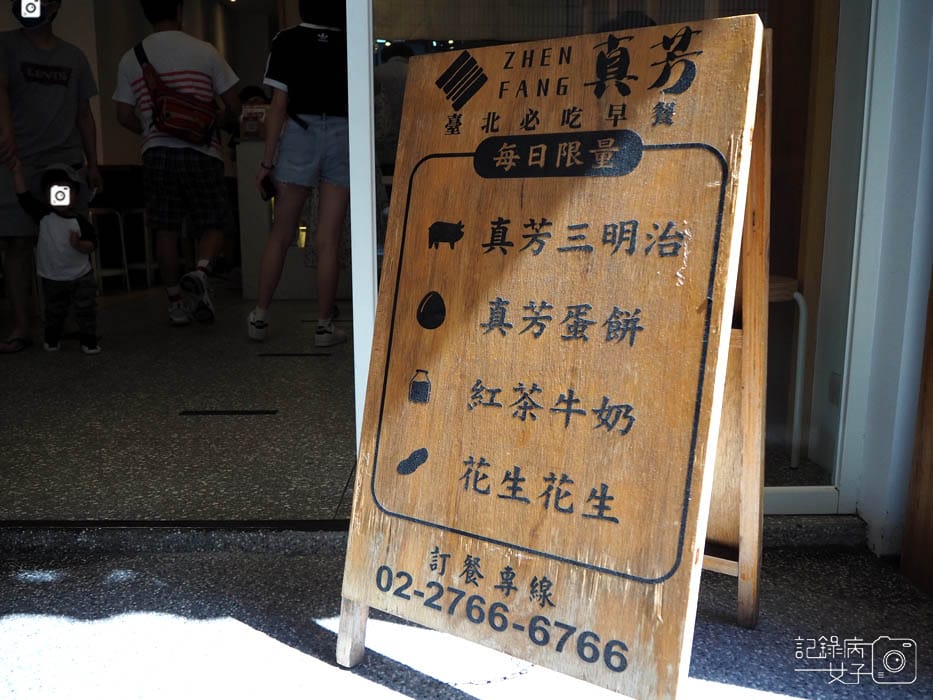 ZHEN FANG 真芳
臺北必吃早餐
每日限量
真芳三明治
真芳蛋餅
紅茶牛奶
花生花生
訂餐專線
02-2766-6766
LEVI'S
記錄病女子